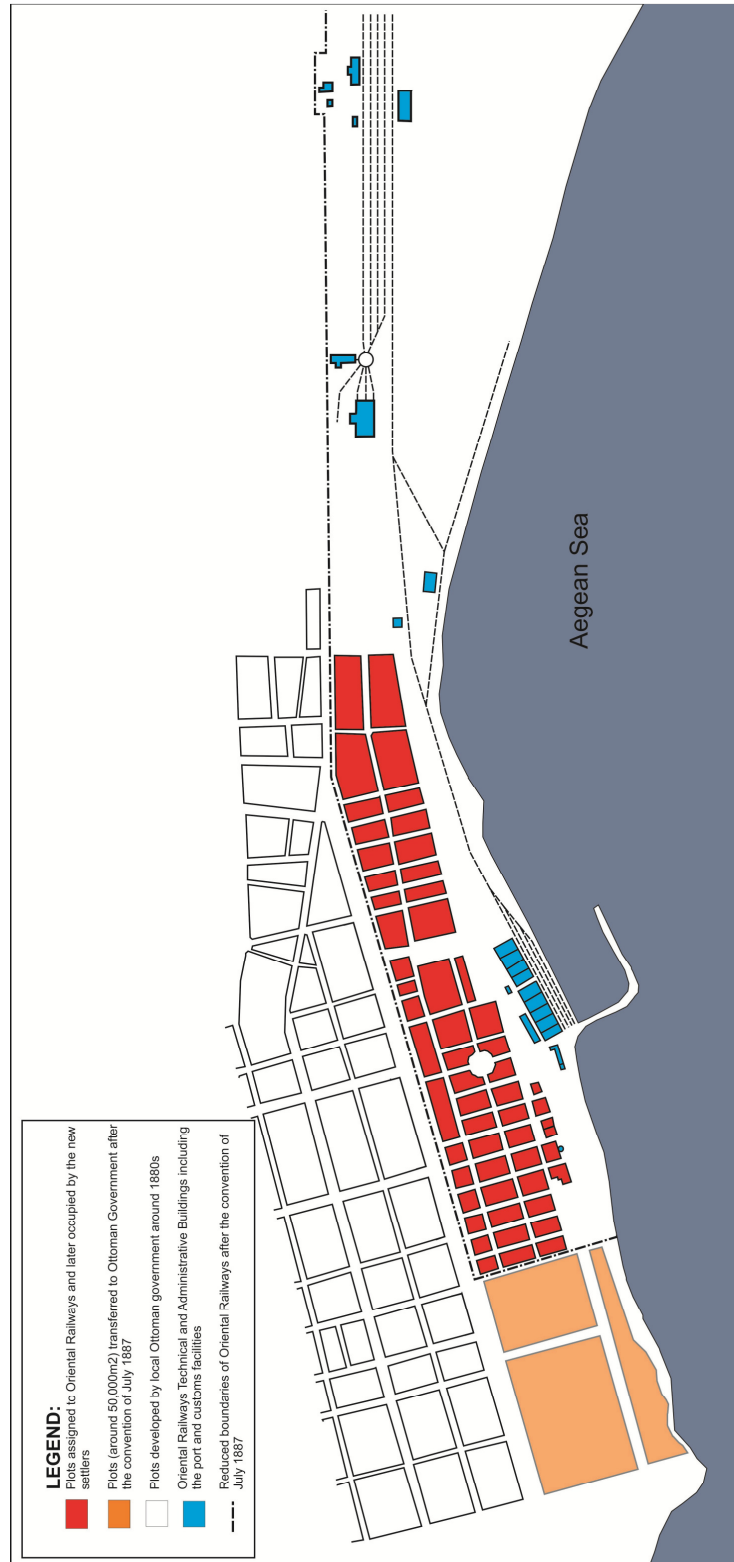 LEGEND:
Plots assigned to Oriental Railways and later occupied by the new
settlers
Plots (around 50,000m2) transferred to Ottoman Government after
the convention of July 1887
Plots developed by local Ottoman government around 1880s
Oriental Railways Technical and Administrative Buildings including
the port and customs facilities
Reduced boundaries of Oriental Railways after the convention of
July 1887
Aegean Sea